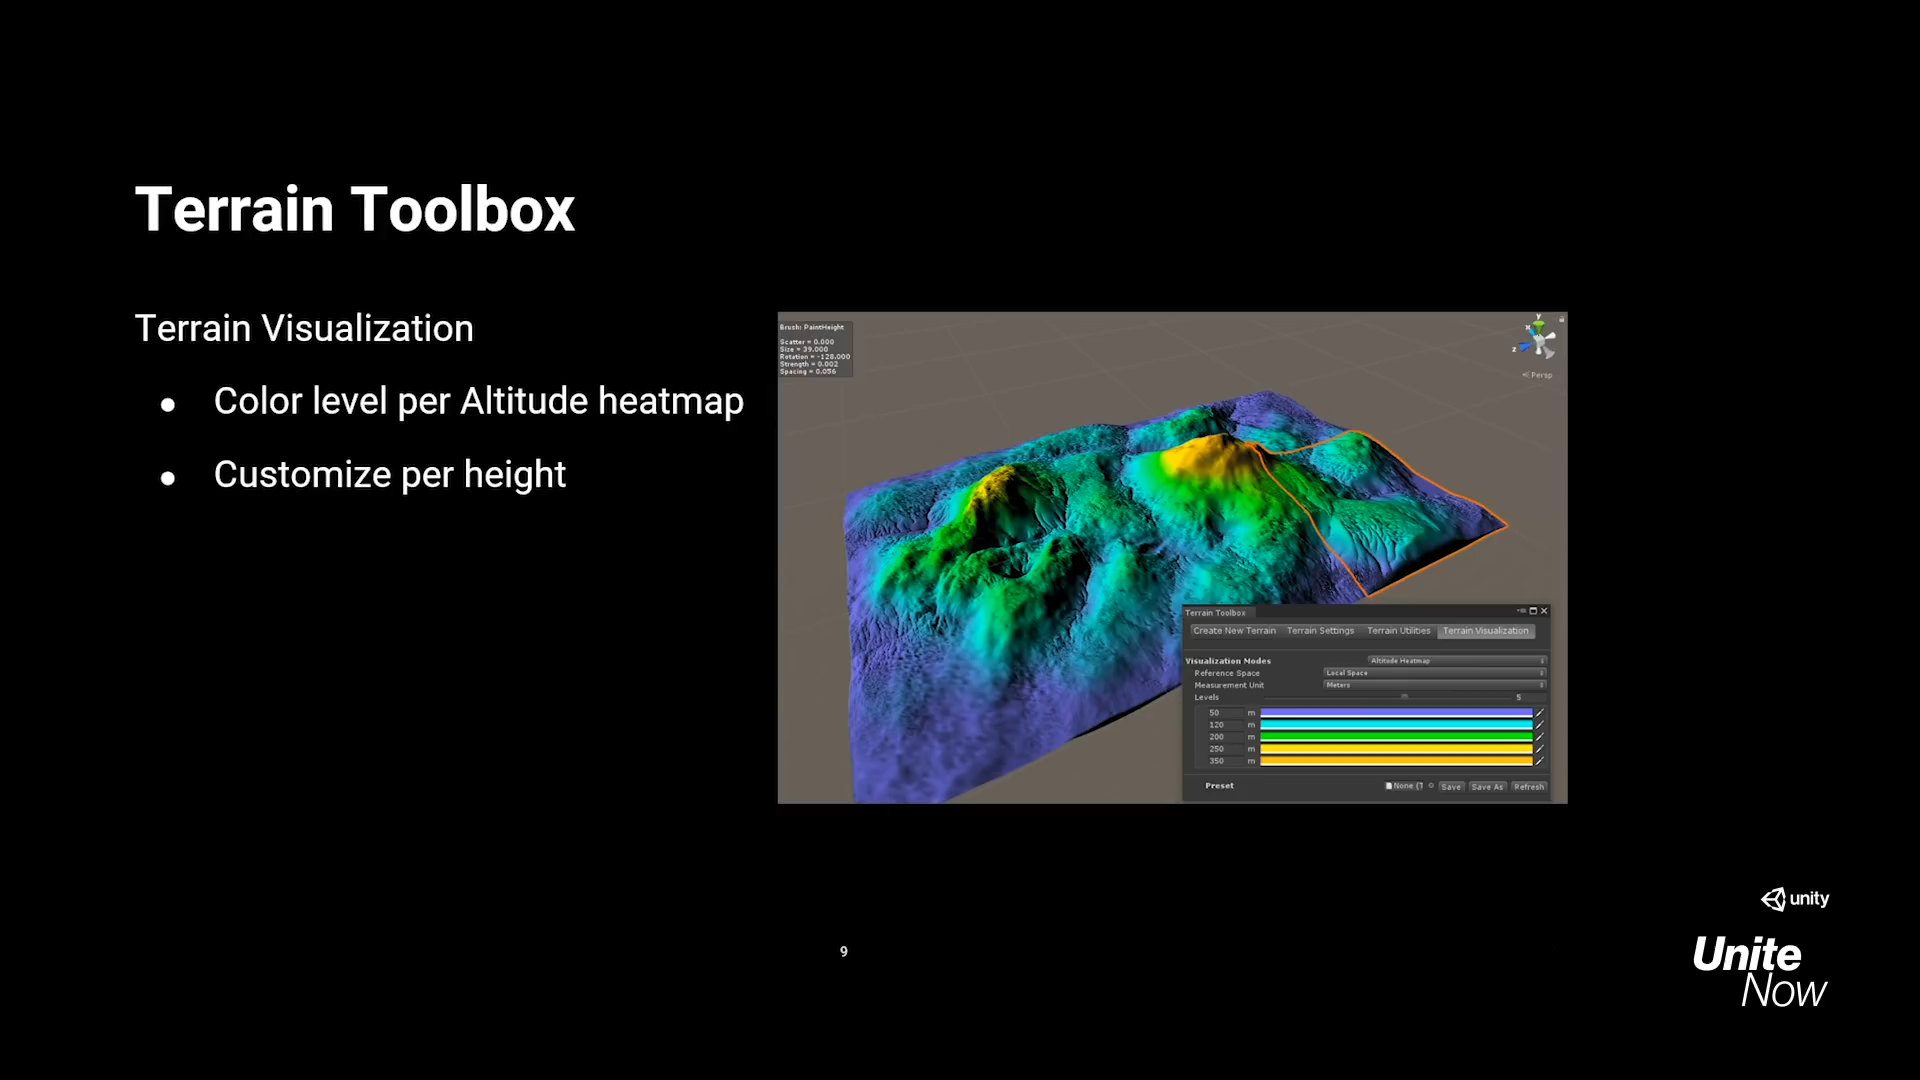 Terrain Toolbox
Terrain Visualization
● Color level per Altitude heatmap
● Customize per height
Brush: PaintHeight
Scatter = 0.000
Size = 39.000
Rotation = -128.000
Strength = 0.002
Spacing = 0.056
y
x
z
Persp
Terrain Toolbox
Create New Terrain Terrain Settings Terrain Utilities Terrain Visualization
Visualization Modes Altitude Heatmap
Reference Space Local Space
Measurement Unit Meters
Levels 5
50 m
120 m
200 m
250 m
350 m
Preset None (T Save Save As Refresh
unity
Unite
Now
9